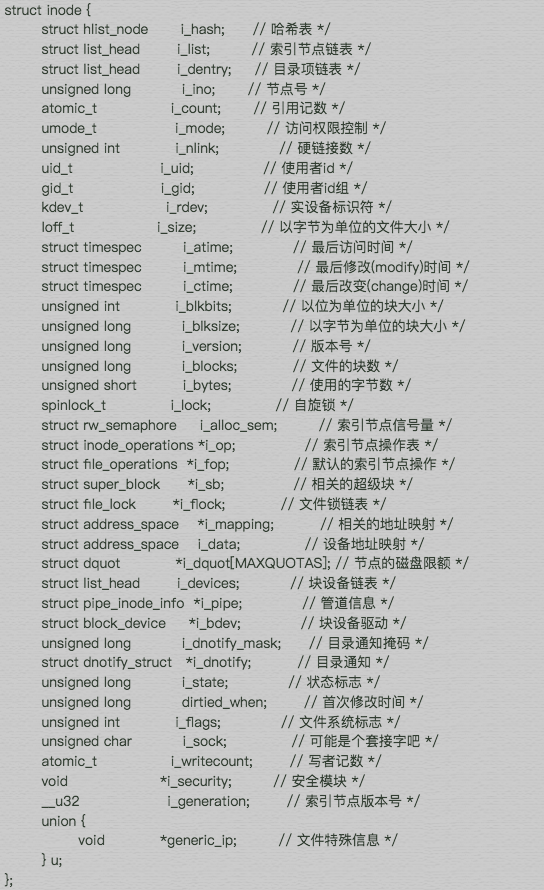 struct inode {
struct hlist_node i_hash; // 哈希表 */
struct list_head i_list; // 索引节点链表 */
struct list_head i_dentry; // 目录项链表 */
unsigned long i_ino; // 节点号 */
atomic_t i_count; // 引用记数 */
umode_t i_mode; // 访问权限控制 */
unsigned int i_nlink; // 硬链接数 */
uid_t i_uid; // 使用者id */
gid_t i_gid; // 使用者id组 */
kdev_t i_rdev; // 实设备标识符 */
loff_t i_size; // 以字节为单位的文件大小 */
struct timespec i_atime; // 最后访问时间 */
struct timespec i_mtime; // 最后修改(modify)时间 */
struct timespec i_ctime; // 最后改变(change)时间 */
unsigned int i_blkbits; // 以位为单位的块大小 */
unsigned long i_blksize; // 以字节为单位的块大小 */
unsigned long i_version; // 版本号 */
unsigned long i_blocks; // 文件的块数 */
unsigned short i_bytes; // 使用的字节数 */
spinlock_t i_lock; // 自旋锁 */
struct rw_semaphore i_alloc_sem; // 索引节点信号量 */
struct inode_operations *i_op; // 索引节点操作表 */
struct file_operations *i_fop; // 默认的索引节点操作 */
struct super_block *i_sb; // 相关的超级块 */
struct file_lock *i_flock; // 文件锁链表 */
struct address_space *i_mapping; // 相关的地址映射 */
struct address_space i_data; // 设备地址映射 */
struct dquot *i_dquot[MAXQUOTAS]; // 节点的磁盘限额 */
struct list_head i_devices; // 块设备链表 */
struct pipe_inode_info *i_pipe; // 管道信息 */
struct block_device *i_bdev; // 块设备驱动 */
unsigned long i_dnotify_mask; // 目录通知掩码 */
struct dnotify_struct *i_dnotify; // 目录通知 */
unsigned long i_state; // 状态标志 */
unsigned long dirtied_when; // 首次修改时间 */
unsigned int i_flags; // 文件系统标志 */
unsigned char i_sock; // 可能是个套接字吧 */
atomic_t i_writecount; // 写者记数 */
void *i_security; // 安全模块 */
__u32 i_generation; // 索引节点版本号 */
union {
void *generic_ip; // 文件特殊信息 */
} u;
};